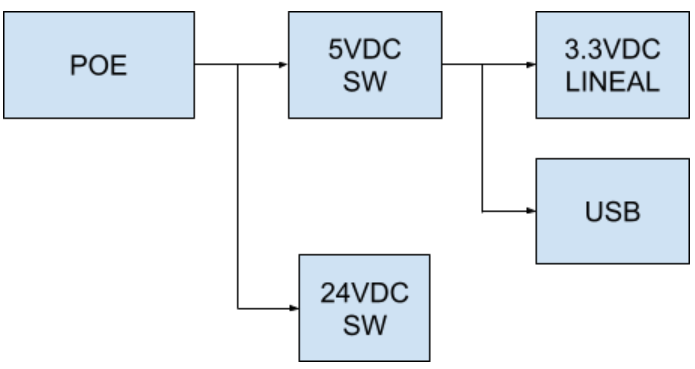 POE
5VDC
SW
3.3VDC
LINEAL
USB
24VDC
SW